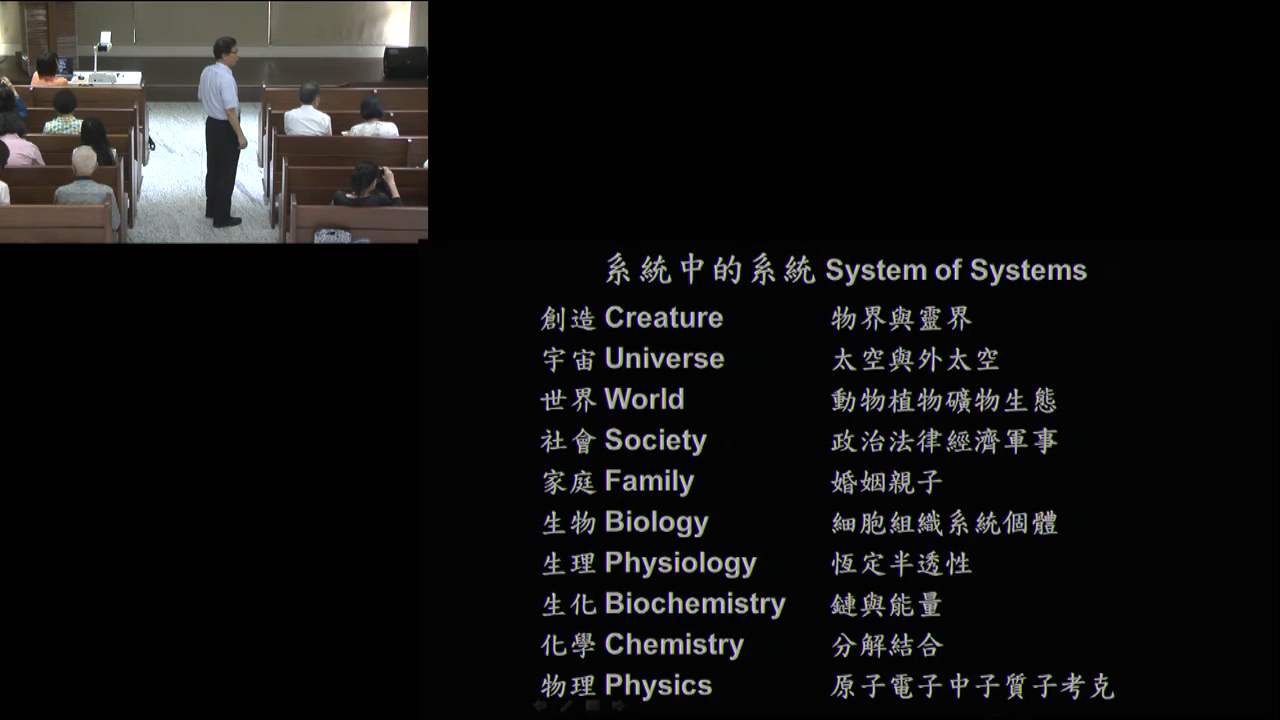 系統中的系統 System of Systems
創造 Creature 物界與靈界
宇宙 Universe 太空與外太空
世界 World 動物植物礦物生態
社會 Society 政治法律經濟軍事
家庭 Family 婚姻親子
生物 Biology 細胞組織系統個體
生理 Physiology 恆定半透性
生化 Biochemistry 鏈與能量
化學 Chemistry 分解結合
物理 Physics 原子電子中子質子考克